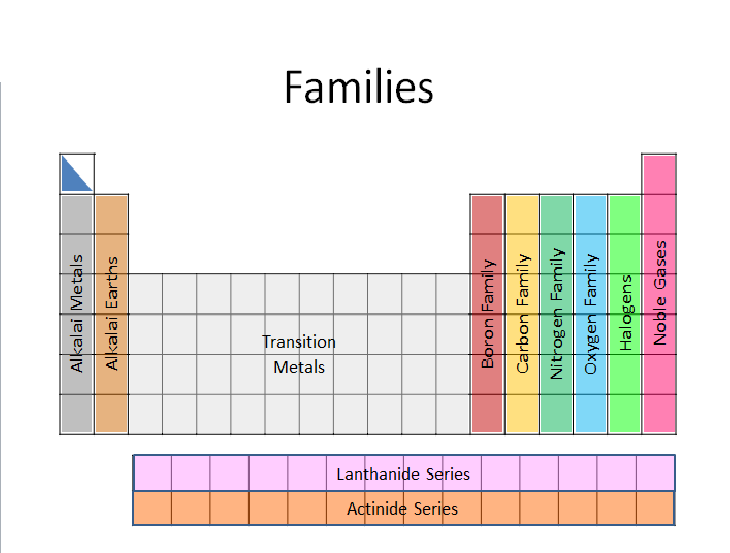 Families
Alkalai Metals
Alkalai Earths
Transition
Metals
Boron Family
Carbon Family
Nitrogen Family
Oxygen Family
Halogens
Noble Gases
Lanthanide Series
Actinide Series